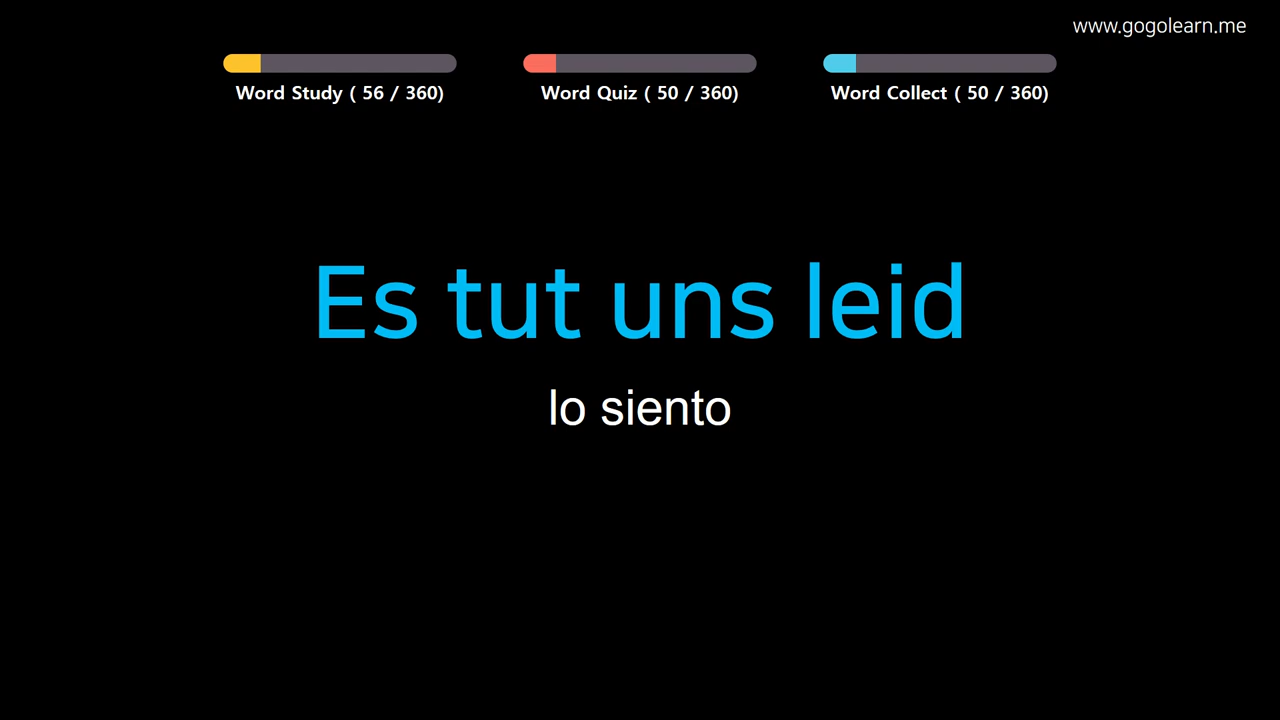 www.gogolearn.me
Word Study ( 56 / 360)
Word Quiz ( 50 / 360)
Word Collect ( 50 / 360)
Es tut uns leid
lo siento